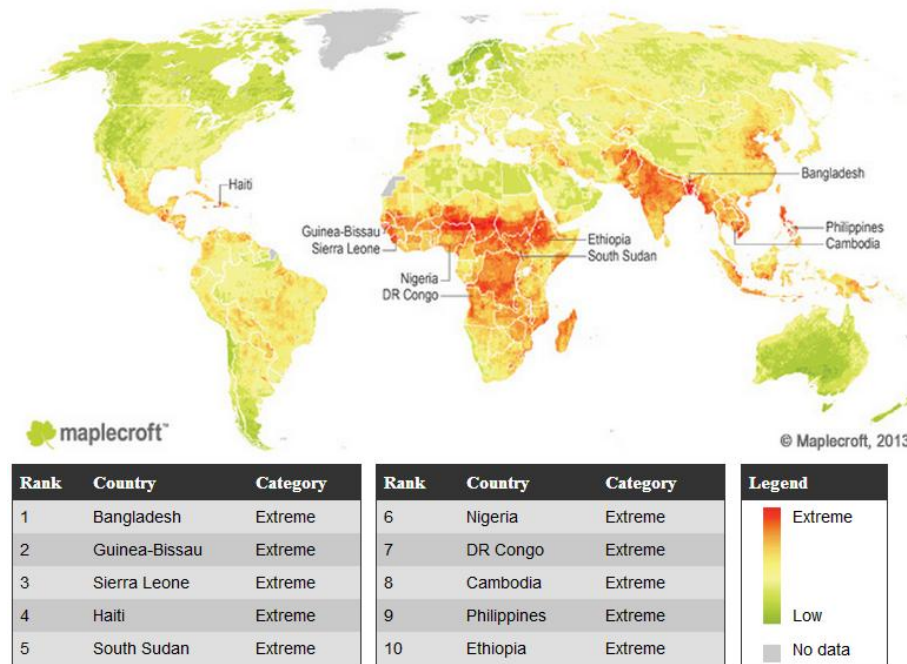 Haiti
Bangladesh
Guinea-Bissau
Sierra Leone
Philippines
Cambodia
Ethiopia
South Sudan
Nigeria
DR Congo
maplecroft™
© Maplecroft, 2013
Rank Country Category
1 Bangladesh Extreme
2 Guinea-Bissau Extreme
3 Sierra Leone Extreme
4 Haiti Extreme
5 South Sudan Extreme
Rank Country Category
6 Nigeria Extreme
7 DR Congo Extreme
8 Cambodia Extreme
9 Philippines Extreme
10 Ethiopia Extreme
Legend
Extreme
Low
No data